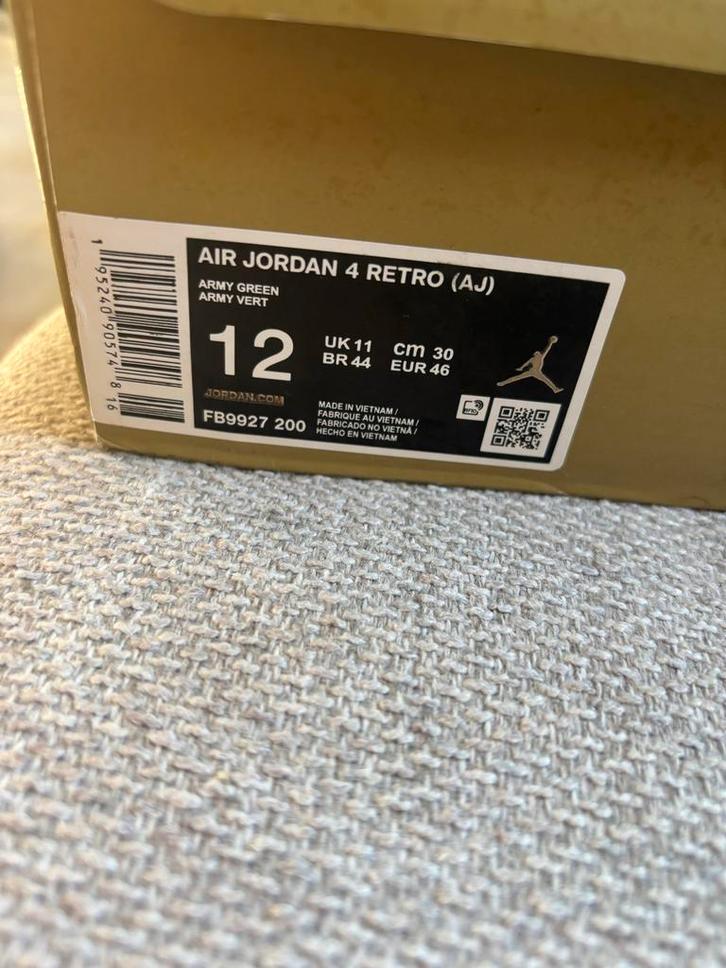 AIR JORDAN 4 RETRO (AJ)
ARMY GREEN
ARMY VERT
12
UK 11 cm 30
BR 44 EUR 46
JORDAN.COM
FB9927 200
MADE IN VIETNAM /
FABRIQUE AU VIETNAM /
FABRICADO NO VIETNÃ /
HECHO EN VIETNAM
1 95240 90574 8 16